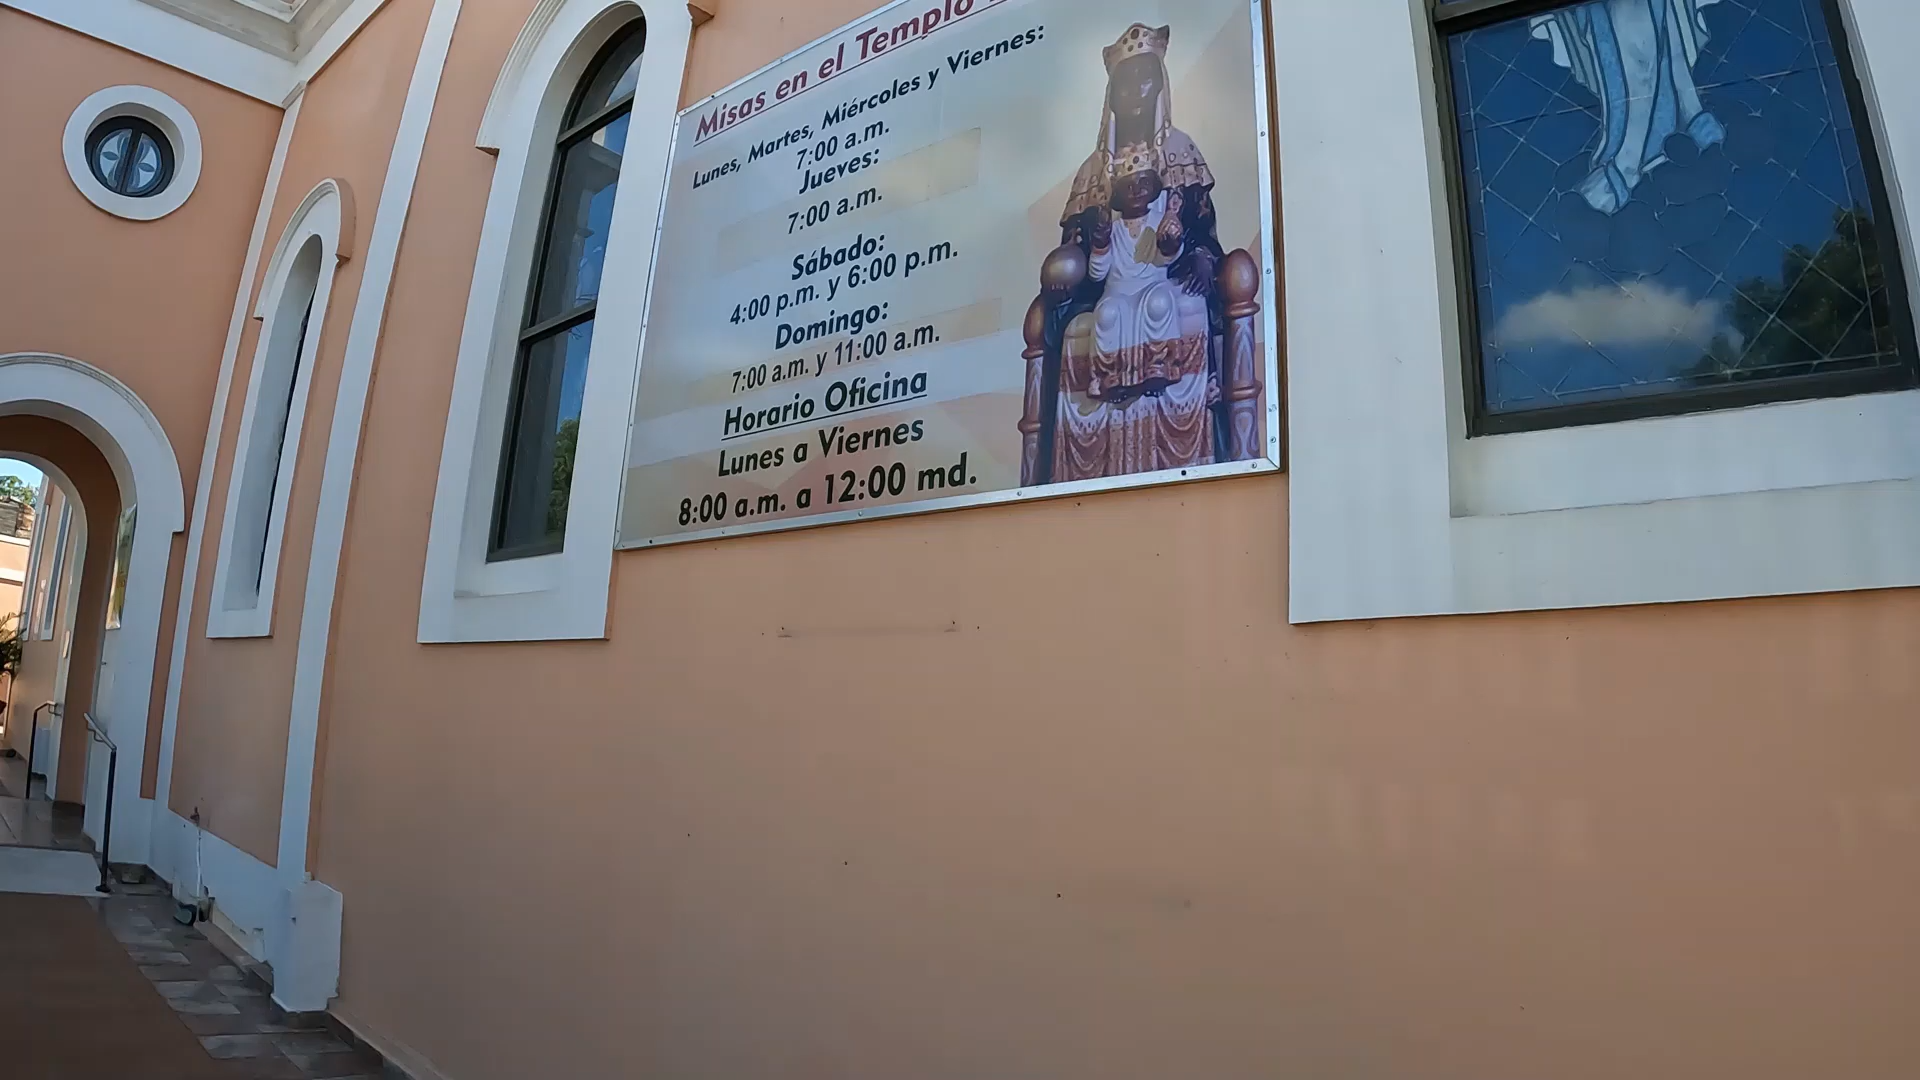 Misas en el Templo
Lunes, Martes, Miércoles y Viernes:
7:00 a.m.
Jueves:
7:00 a.m.
Sábado:
4:00 p.m. y 6:00 p.m.
Domingo:
7:00 a.m. y 11:00 a.m.
Horario Oficina
Lunes a Viernes
8:00 a.m. a 12:00 md.